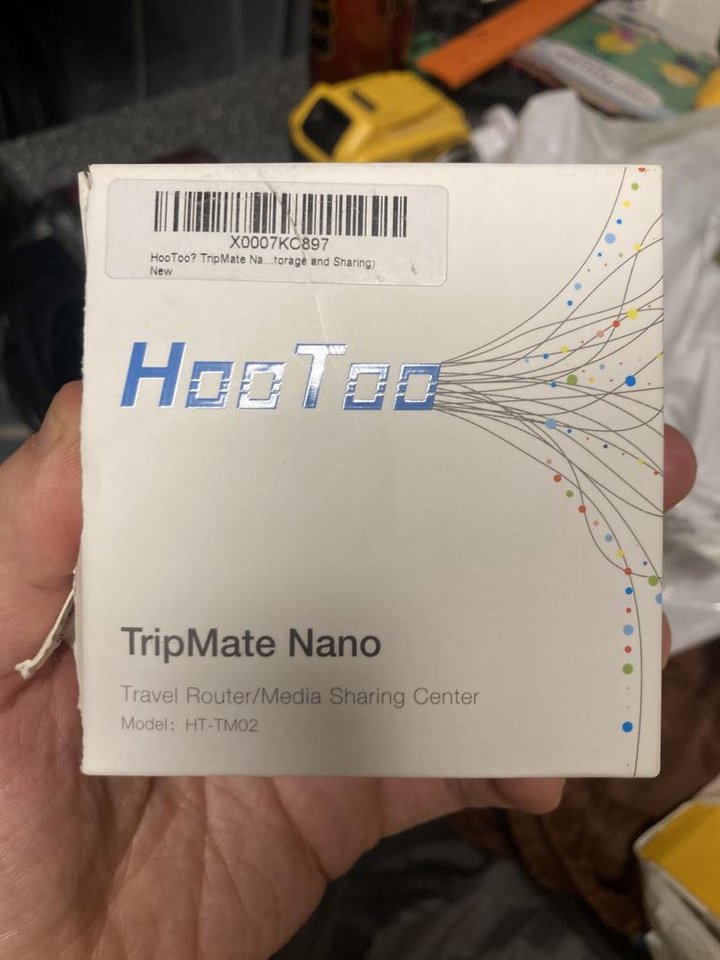 X0007KC897
HooToo? TripMate Na...torage and Sharing)
New
HooToo
TripMate Nano
Travel Router/Media Sharing Center
Model: HT-TM02